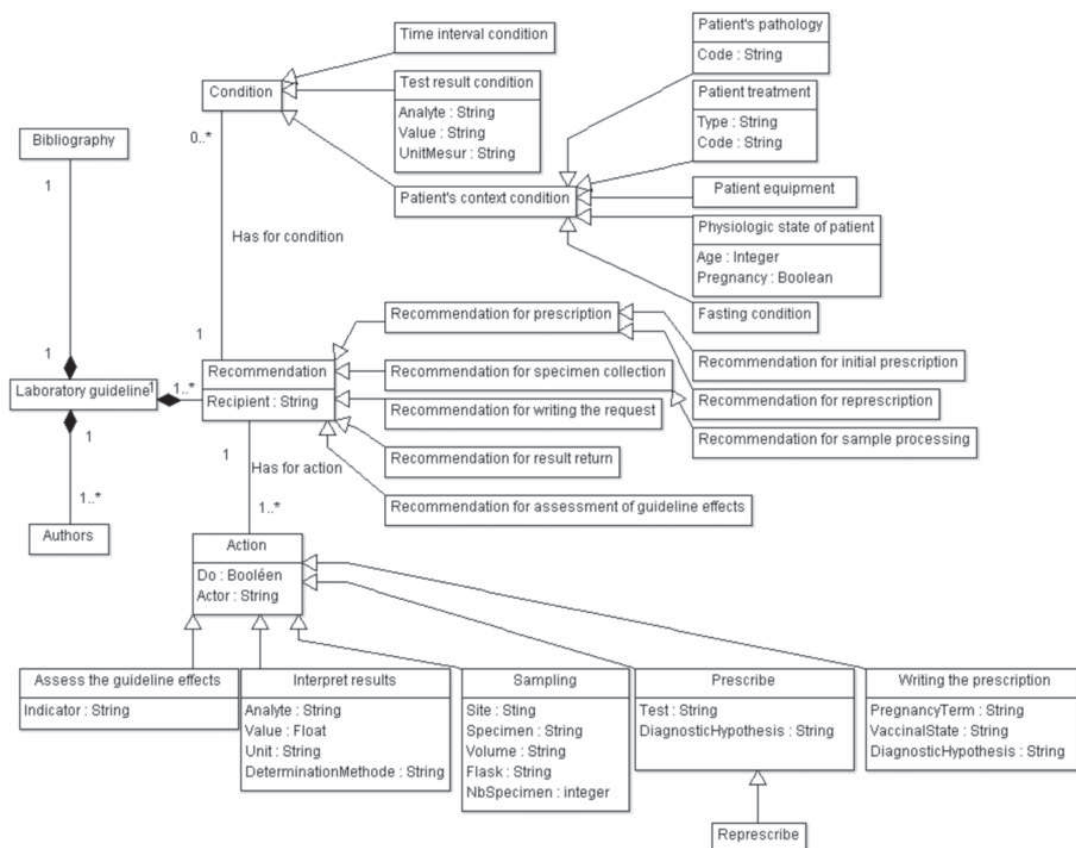 Time interval condition
Condition
Test result condition
Analyte : String
Value : String
UnitMesur : String
Patient's pathology
Code : String
Patient treatment
Type : String
Code : String
Bibliography
0..*
1
Patient's context condition
Patient equipment
Physiologic state of patient
Age : Integer
Pregnancy : Boolean
Has for condition
Fasting condition
Recommendation for prescription
1
1
Recommendation
Recipient : String
Recommendation for initial prescription
Recommendation for specimen collection
Laboratory guideline
1
1..*
Recommendation for represcription
Recommendation for writing the request
Recommendation for sample processing
1
1
Has for action
Recommendation for result return
1..*
1..*
Recommendation for assessment of guideline effects
Authors
Action
Do : Booléen
Actor : String
Assess the guideline effects
Indicator : String
Interpret results
Analyte : String
Value : Float
Unit : String
DeterminationMethode : String
Sampling
Site : Sting
Specimen : String
Volume : String
Flask : String
NbSpecimen : integer
Prescribe
Test : String
DiagnosticHypothesis : String
Writing the prescription
PregnancyTerm : String
VaccinalState : String
DiagnosticHypothesis : String
Represcribe